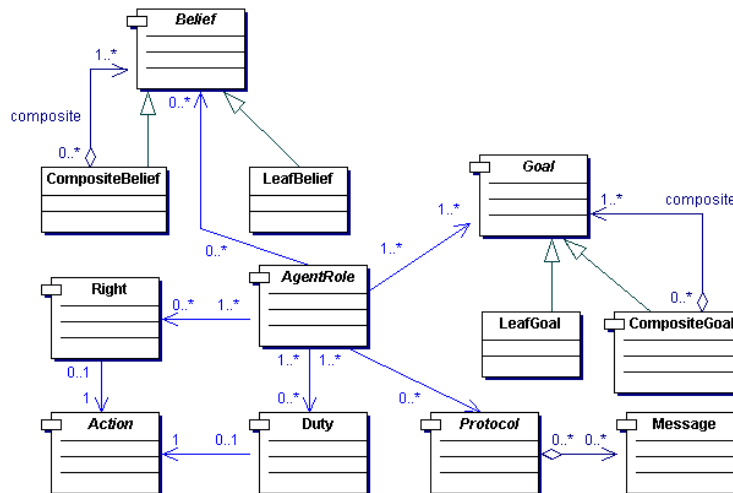 Belief
1..*
0..*
composite
0..*
CompositeBelief
LeafBelief
Goal
1..*
composite
1..*
0..*
1..*
AgentRole
Right
0..*
1..*
0..*
LeafGoal
CompositeGoal
0..1
1..*
1..*
1
0..*
0..*
Action
Duty
Protocol
Message
1
0..1
0..*
0..*